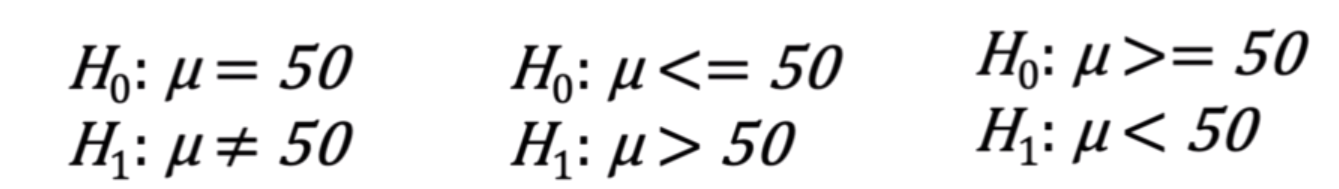 H₀: μ = 50
H₁: μ ≠ 50
H₀: μ <= 50
H₁: μ > 50
H₀: μ >= 50
H₁: μ < 50